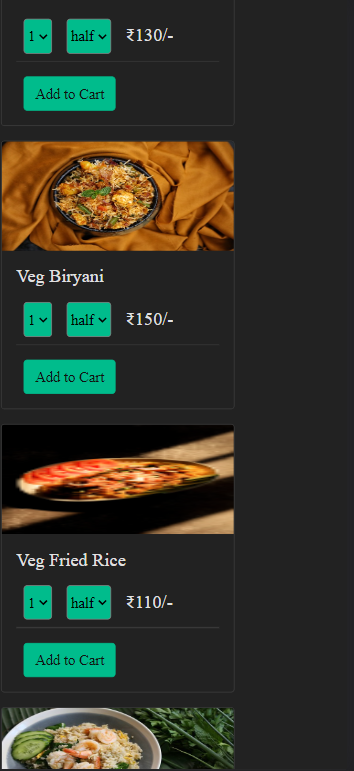 1 half ₹130/-
Add to Cart
Veg Biryani
1 half ₹150/-
Add to Cart
Veg Fried Rice
1 half ₹110/-
Add to Cart